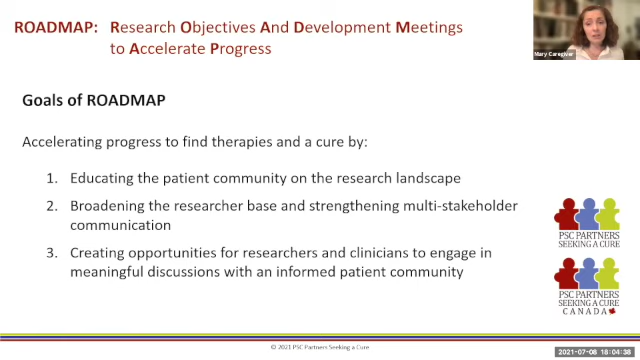 ROADMAP: Research Objectives And Development Meetings
to Accelerate Progress
Mary Caregiver
Goals of ROADMAP
Accelerating progress to find therapies and a cure by:
1. Educating the patient community on the research landscape
2. Broadening the researcher base and strengthening multi-stakeholder
communication
3. Creating opportunities for researchers and clinicians to engage in
meaningful discussions with an informed patient community
PSC PARTNERS
SEEKING A CURE
PSC PARTNERS
SEEKING A CURE
CANADA
© 2021 PSC Partners Seeking a Cure
2021-07-08 18:04:38